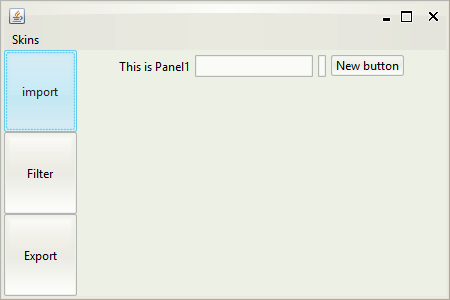 Skins
import
This is Panel1
New button
Filter
Export